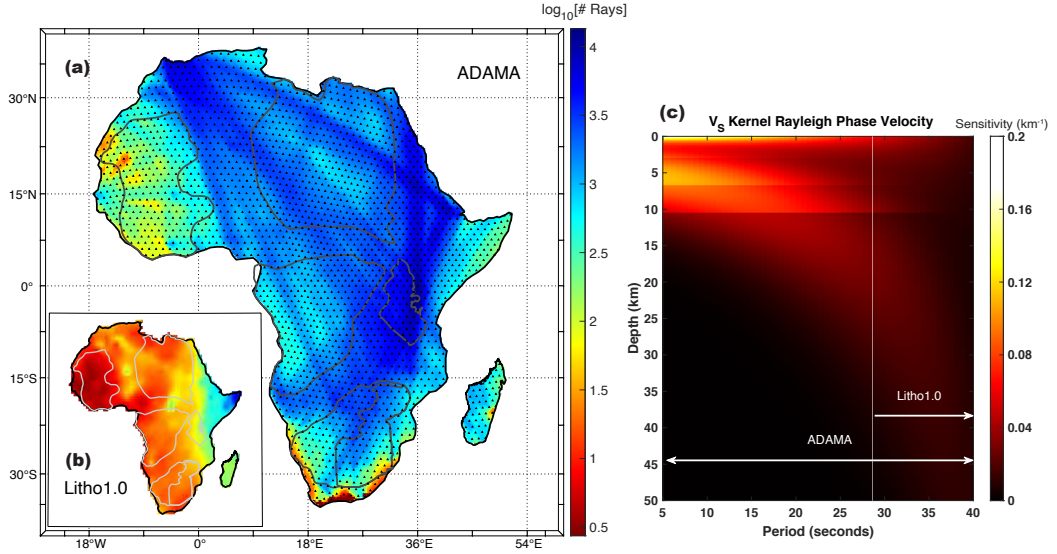 log10[# Rays]
(a)
ADAMA
30°N
15°N
0°
15°S
30°S
18°W
0°
18°E
36°E
54°E
4
3.5
3
2.5
2
1.5
1
0.5
(b)
Litho1.0
(c)
VS Kernel Rayleigh Phase Velocity
Sensitivity (km-1)
0
5
10
15
20
25
30
35
40
45
50
Depth (km)
5
10
15
20
25
30
35
40
Period (seconds)
Litho1.0
ADAMA
0.2
0.16
0.12
0.08
0.04
0